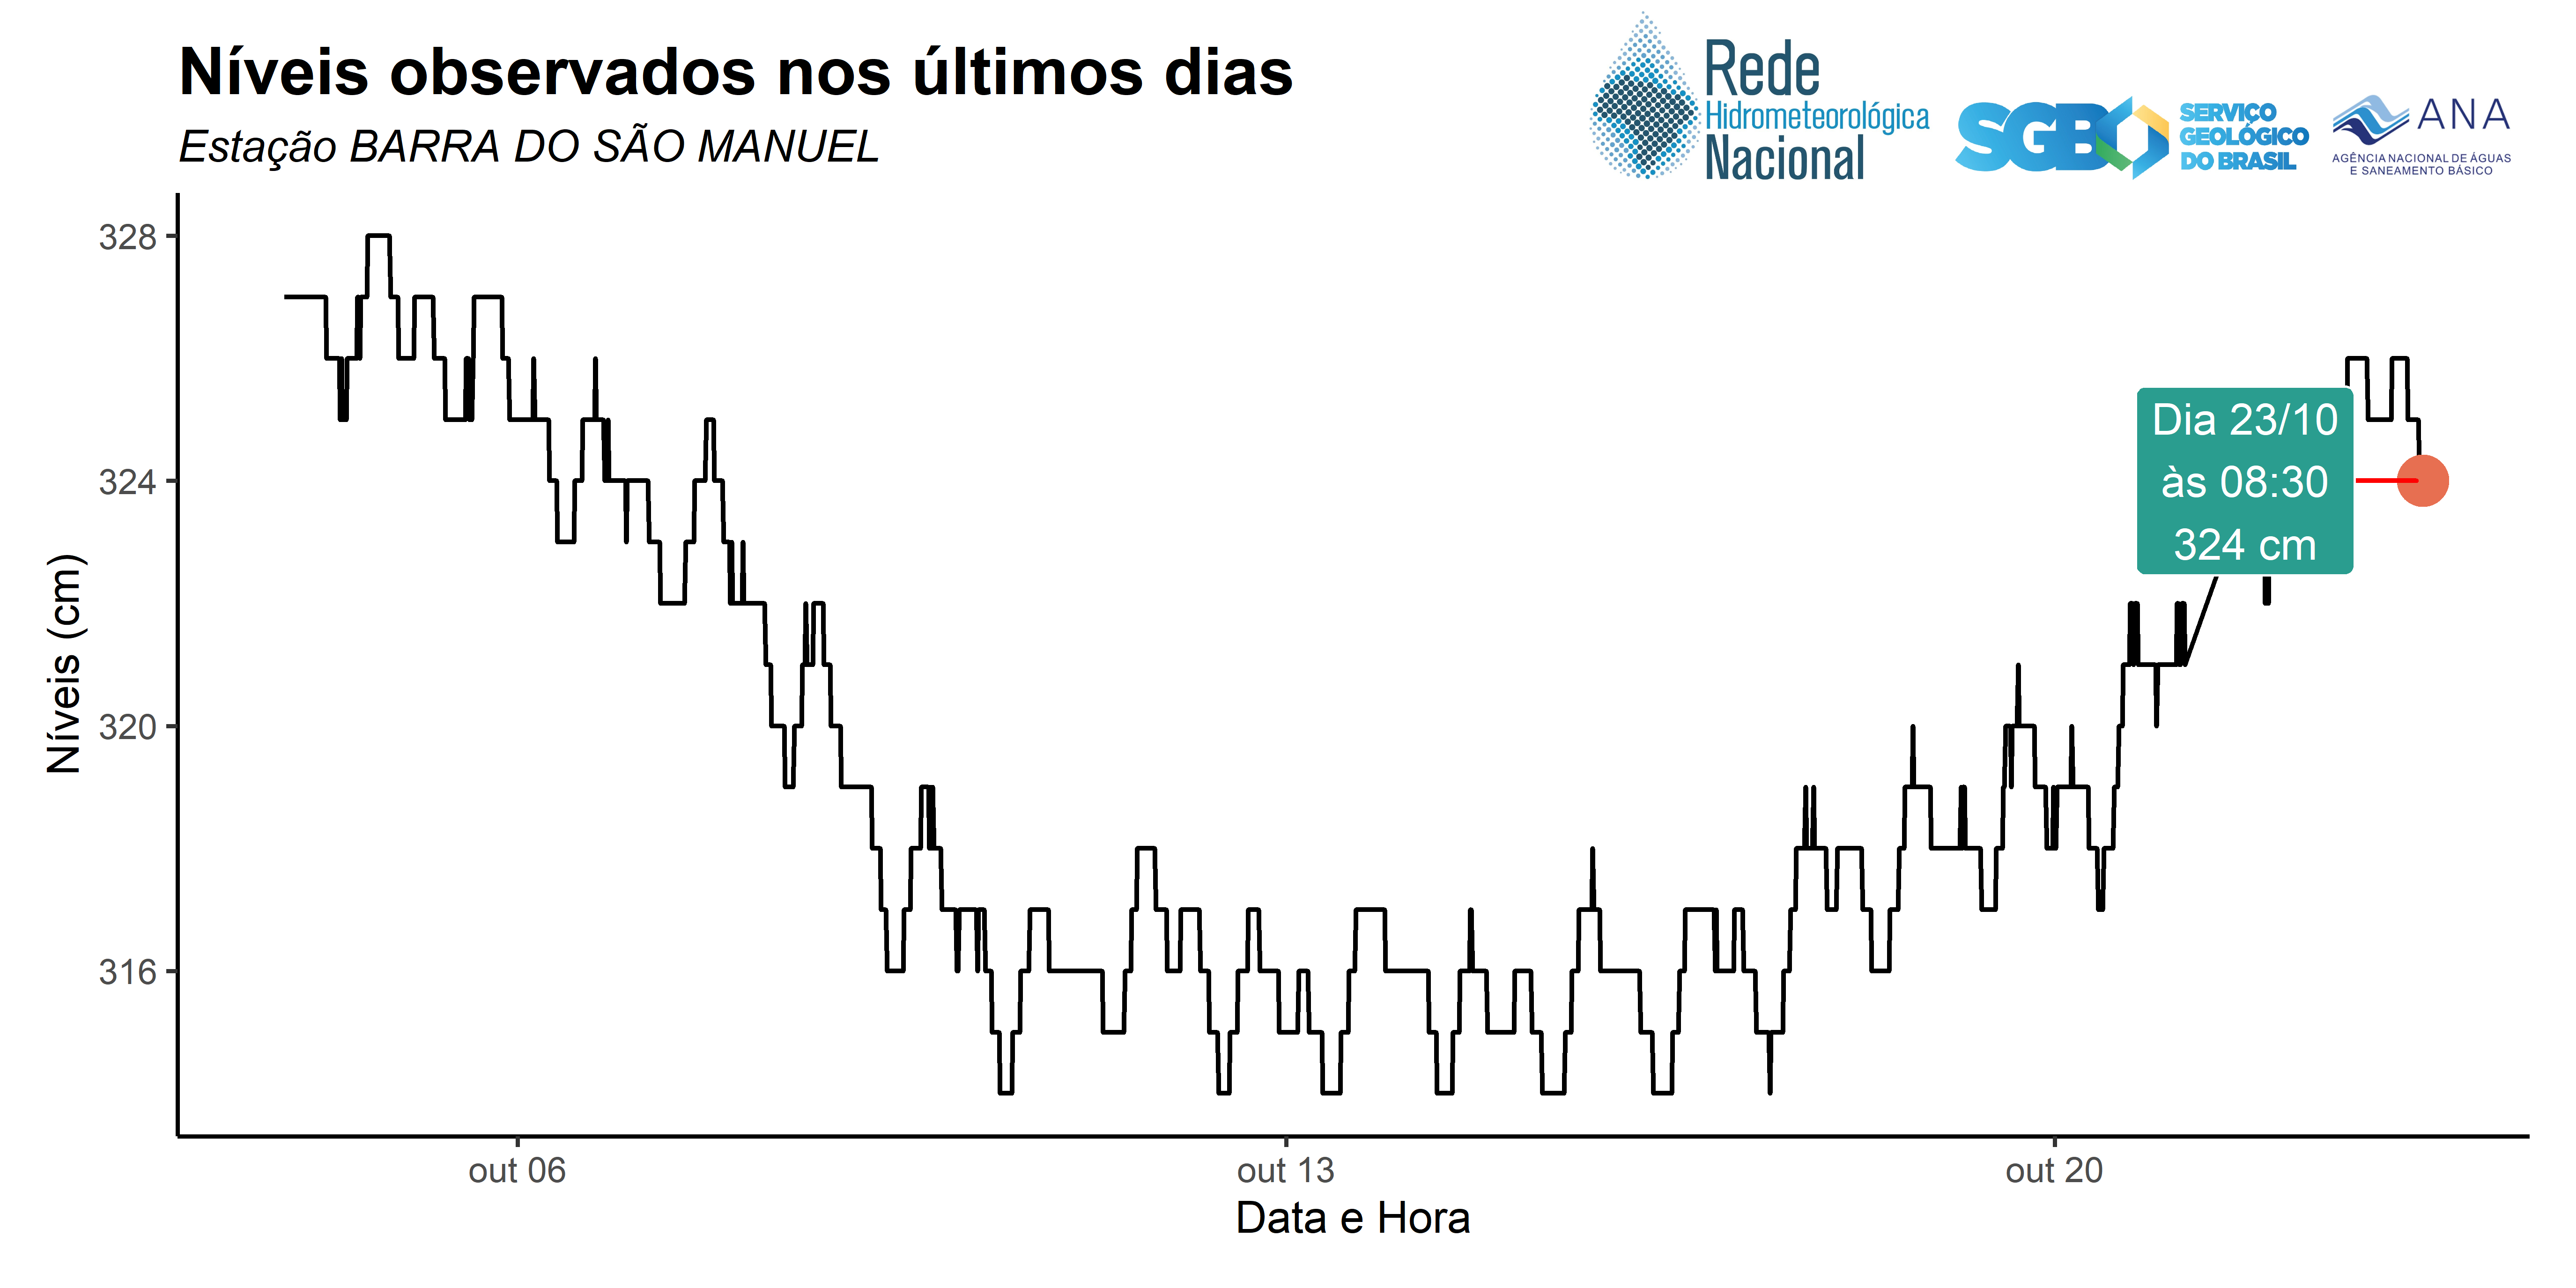 Níveis observados nos últimos dias
Estação BARRA DO SÃO MANUEL
Rede
Hidrometeorológica
Nacional
SGB
SERVIÇO
GEOLÓGICO
DO BRASIL
ANA
AGÊNCIA NACIONAL DE ÁGUAS
E SANEAMENTO BÁSICO
Níveis (cm)
328
324
320
316
Dia 23/10
às 08:30
324 cm
out 06
out 13
out 20
Data e Hora